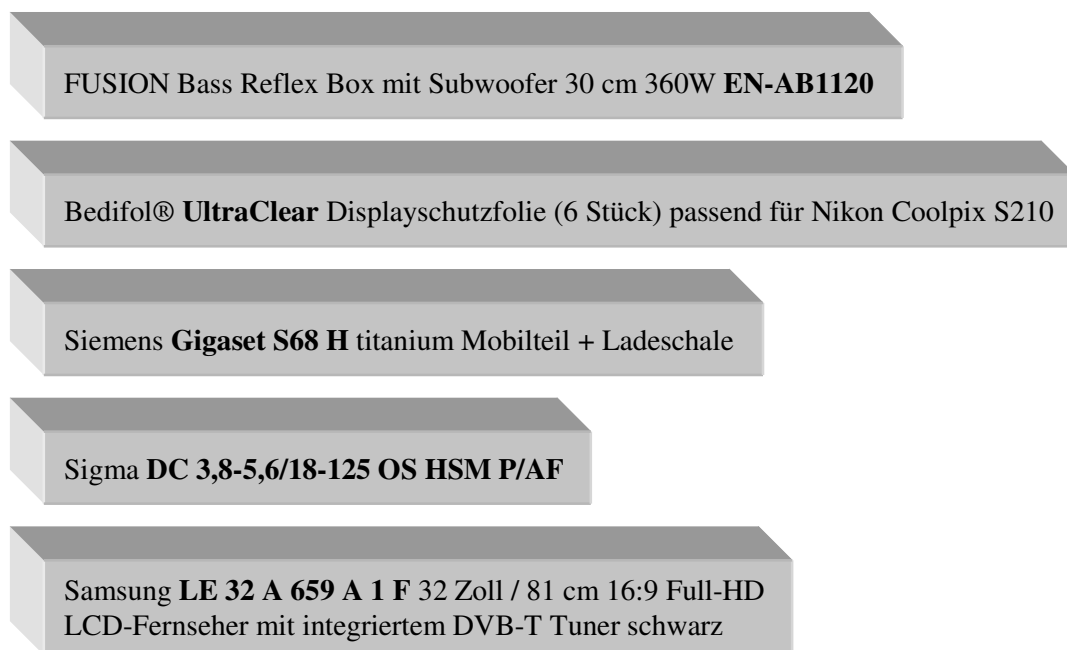 FUSION Bass Reflex Box mit Subwoofer 30 cm 360W EN-AB1120
Bedifol® UltraClear Displayschutzfolie (6 Stück) passend für Nikon Coolpix S210
Siemens Gigaset S68 H titanium Mobilteil + Ladeschale
Sigma DC 3,8-5,6/18-125 OS HSM P/AF
Samsung LE 32 A 659 A 1 F 32 Zoll / 81 cm 16:9 Full-HD
LCD-Fernseher mit integriertem DVB-T Tuner schwarz